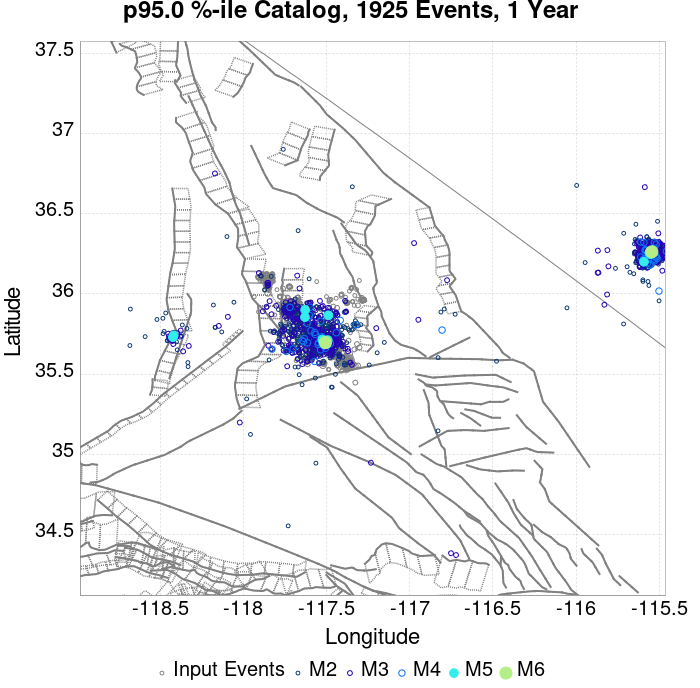 p95.0 %-ile Catalog, 1925 Events, 1 Year
37.5
37
36.5
36
35.5
35
34.5
Latitude
-118.5 -118 -117.5 -117 -116.5 -116 -115.5
Longitude
Input Events M2 M3 M4 M5 M6